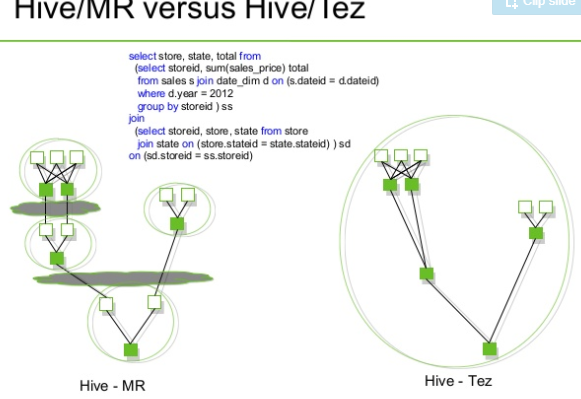 Hive/MR versus Hive/Tez
Clip slide
select store, state, total from
(select storeid, sum(sales_price) total
from sales s join date_dim d on (s.dateid = d.dateid)
where d.year = 2012
group by storeid ) ss
join
(select storeid, store, state from store
join state on (store.stateid = state.stateid) ) sd
on (sd.storeid = ss.storeid)
Hive - MR
Hive - Tez